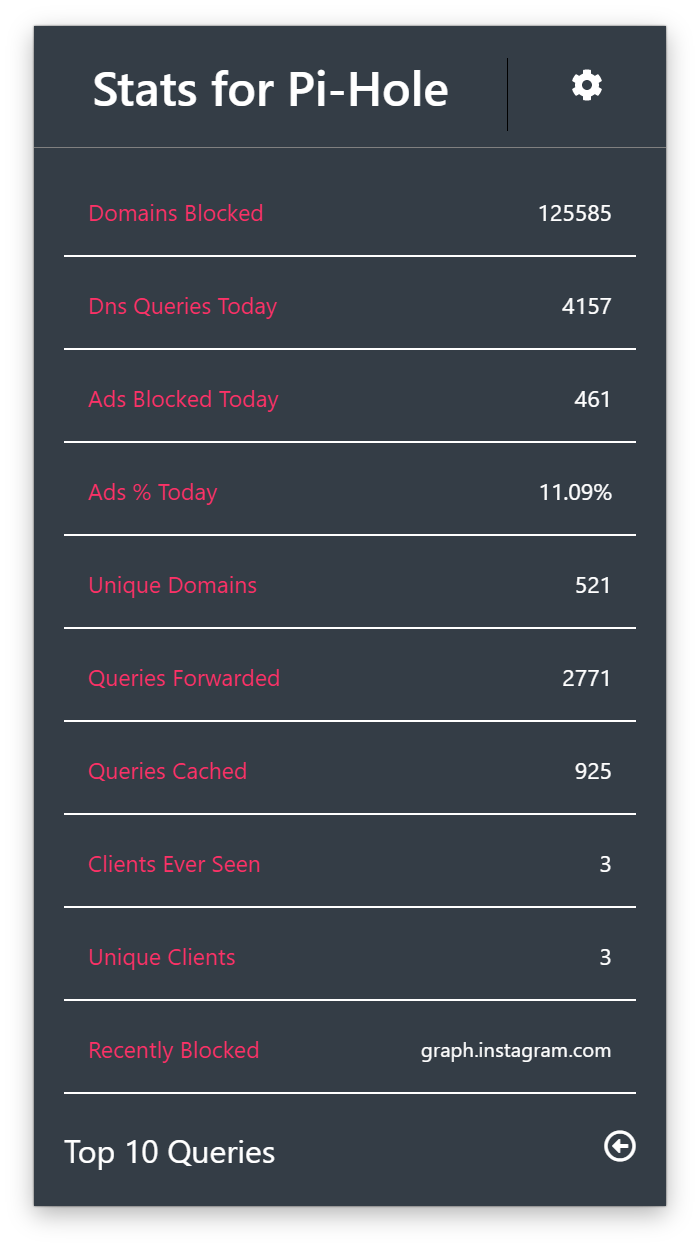 Stats for Pi-Hole
Domains Blocked 125585
Dns Queries Today 4157
Ads Blocked Today 461
Ads % Today 11.09%
Unique Domains 521
Queries Forwarded 2771
Queries Cached 925
Clients Ever Seen 3
Unique Clients 3
Recently Blocked graph.instagram.com
Top 10 Queries